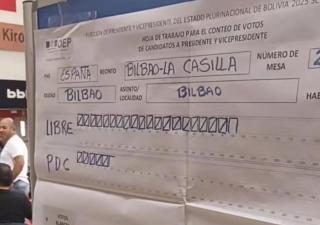 Kiro
OEP
ELECCIÓN DE PRESIDENTE Y VICEPRESIDENTE DEL ESTADO PLURINACIONAL DE BOLIVIA 2025
HOJA DE TRABAJO PARA EL CONTEO DE VOTOS
DE CANDIDATOS A PRESIDENTE Y VICEPRESIDENTE
PAÍS ESPAÑA RECINTO BILBAO-LA CASILLA NÚMERO DE MESA
CIUDAD BILBAO ASIENTO/LOCALIDAD BILBAO
LIBRE
PDC